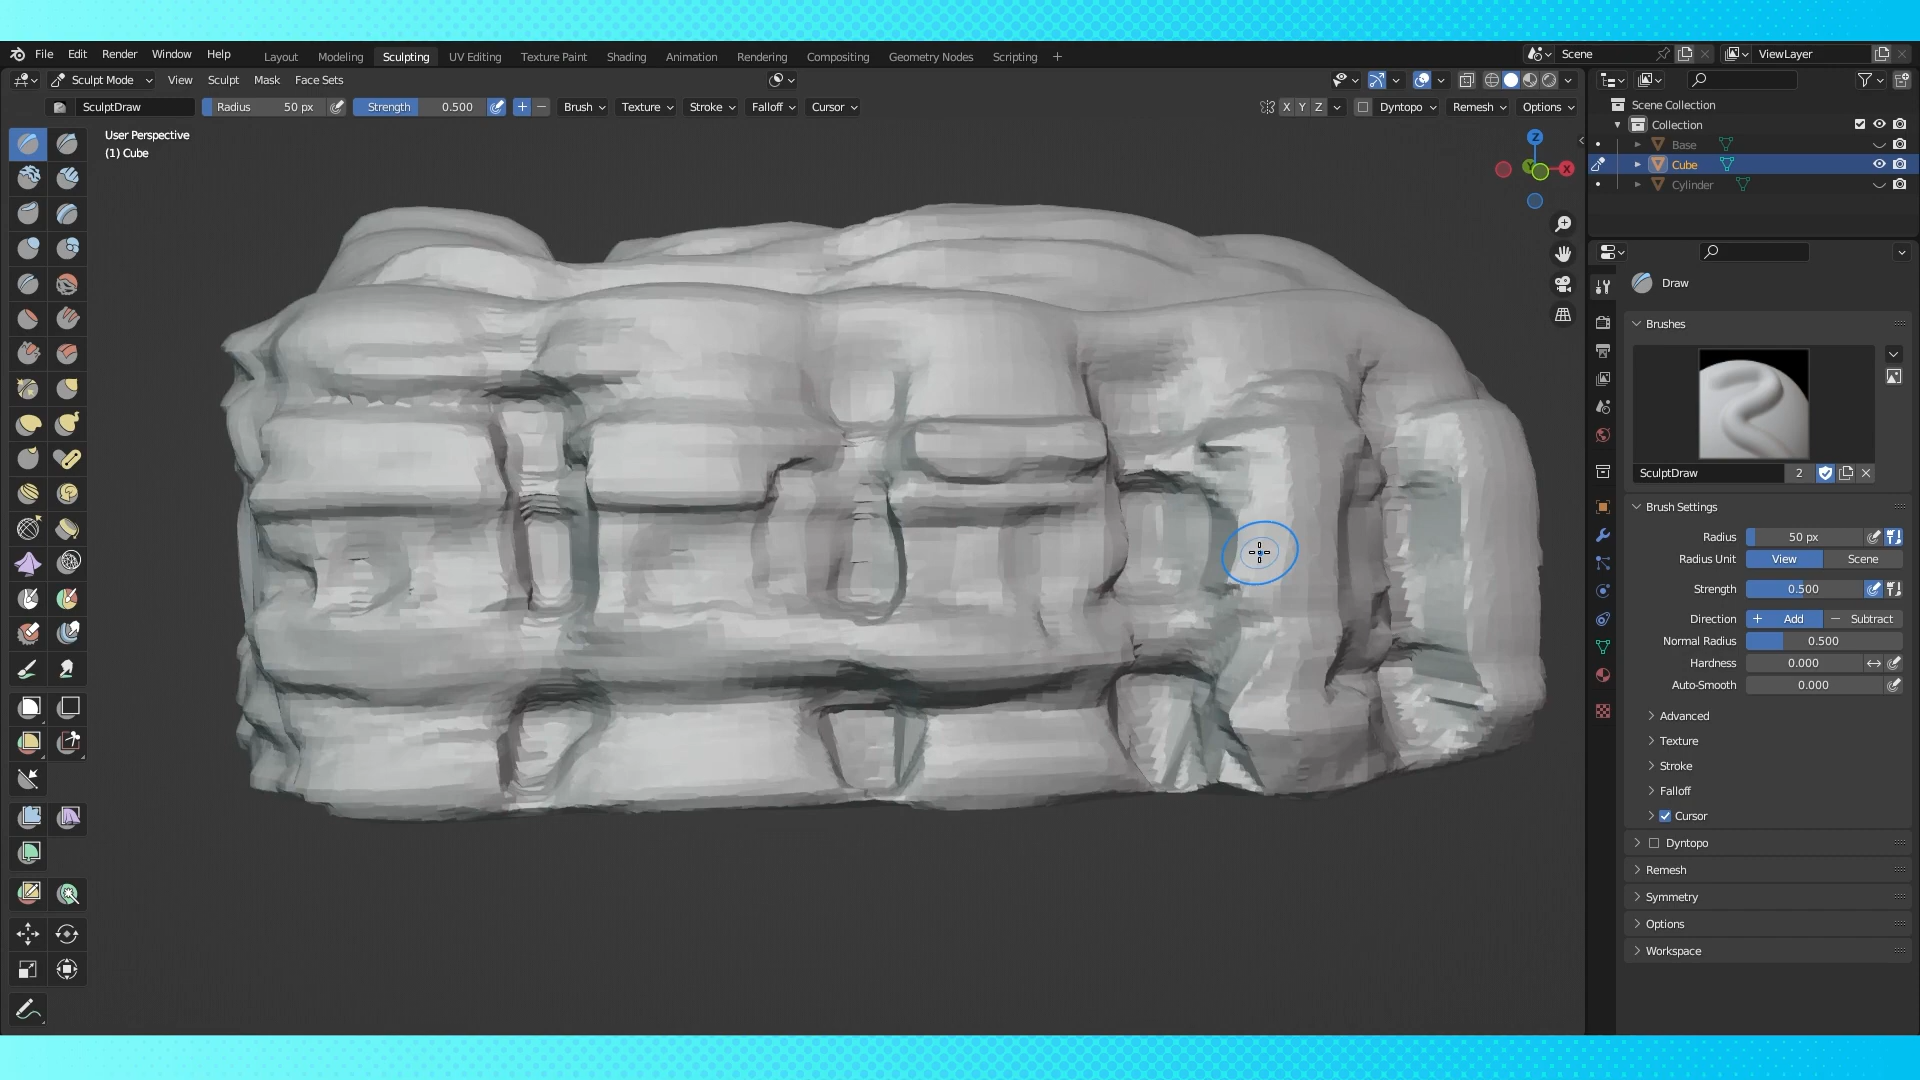 File Edit Render Window Help Layout Modeling Sculpting UV Editing Texture Paint Shading Animation Rendering Compositing Geometry Nodes Scripting + Scene ViewLayer
Sculpt Mode View Sculpt Mask Face Sets
SculptDraw Radius 50 px Strength 0.500 + − Brush Texture Stroke Falloff Cursor X Y Z Dyntopo Remesh Options
User Perspective
(1) Cube
Z
Y
X
Scene Collection
Collection
Base
Cube
Cylinder
Draw
Brushes
SculptDraw 2
Brush Settings
Radius 50 px
Radius Unit View Scene
Strength 0.500
Direction + Add − Subtract
Normal Radius 0.500
Hardness 0.000
Auto-Smooth 0.000
Advanced
Texture
Stroke
Falloff
Cursor
Dyntopo
Remesh
Symmetry
Options
Workspace